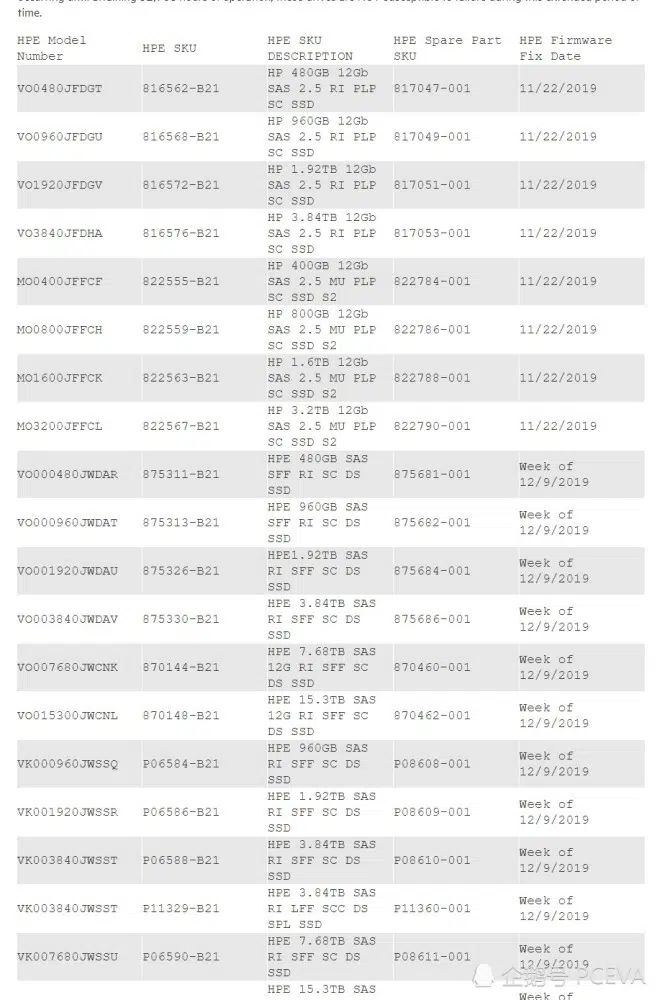 hours of operation, these drives are NOT susceptible to failure during this extended period of
time.
HPE Model
Number
HPE SKU
HPE SKU
DESCRIPTION
HPE Spare Part
SKU
HPE Firmware
Fix Date
VO0480JFDGT
816562-B21
HP 480GB 12Gb
SAS 2.5 RI PLP
SC SSD
817047-001
11/22/2019
VO0960JFDGU
816568-B21
HP 960GB 12Gb
SAS 2.5 RI PLP
SC SSD
817049-001
11/22/2019
VO1920JFDGV
816572-B21
HP 1.92TB 12Gb
SAS 2.5 RI PLP
SC SSD
817051-001
11/22/2019
VO3840JFDHA
816576-B21
HP 3.84TB 12Gb
SAS 2.5 RI PLP
SC SSD
817053-001
11/22/2019
MO0400JFFCF
822555-B21
HP 400GB 12Gb
SAS 2.5 MU PLP
SC SSD S2
822784-001
11/22/2019
MO0800JFFCH
822559-B21
HP 800GB 12Gb
SAS 2.5 MU PLP
SC SSD S2
822786-001
11/22/2019
MO1600JFFCK
822563-B21
HP 1.6TB 12Gb
SAS 2.5 MU PLP
SC SSD S2
822788-001
11/22/2019
MO3200JFFCL
822567-B21
HP 3.2TB 12Gb
SAS 2.5 MU PLP
SC SSD S2
822790-001
11/22/2019
VO000480JWDAR
875311-B21
HPE 480GB SAS
SFF RI SC DS
SSD
875681-001
Week of
12/9/2019
VO000960JWDAT
875313-B21
HPE 960GB SAS
SFF RI SC DS
SSD
875682-001
Week of
12/9/2019
VO001920JWDAU
875326-B21
HPE1.92TB SAS
RI SFF SC DS
SSD
875684-001
Week of
12/9/2019
VO003840JWDAV
875330-B21
HPE 3.84TB SAS
RI SFF SC DS
SSD
875686-001
Week of
12/9/2019
VO007680JWCNK
870144-B21
HPE 7.68TB SAS
12G RI SFF SC
DS SSD
870460-001
Week of
12/9/2019
VO015300JWCNL
870148-B21
HPE 15.3TB SAS
12G RI SFF SC
DS SSD
870462-001
Week of
12/9/2019
VK000960JWSSQ
P06584-B21
HPE 960GB SAS
RI SFF SC DS
SSD
P08608-001
Week of
12/9/2019
VK001920JWSSR
P06586-B21
HPE 1.92TB SAS
RI SFF SC DS
SSD
P08609-001
Week of
12/9/2019
VK003840JWSST
P06588-B21
HPE 3.84TB SAS
RI SFF SC DS
SSD
P08610-001
Week of
12/9/2019
VK003840JWSST
P11329-B21
HPE 3.84TB SAS
RI LFF SCC DS
SPL SSD
P11360-001
Week of
12/9/2019
VK007680JWSSU
P06590-B21
HPE 7.68TB SAS
RI SFF SC DS
SSD
P08611-001
Week of
12/9/2019
HPE 15.3TB SAS
Week of
企鹅号 PCEVA